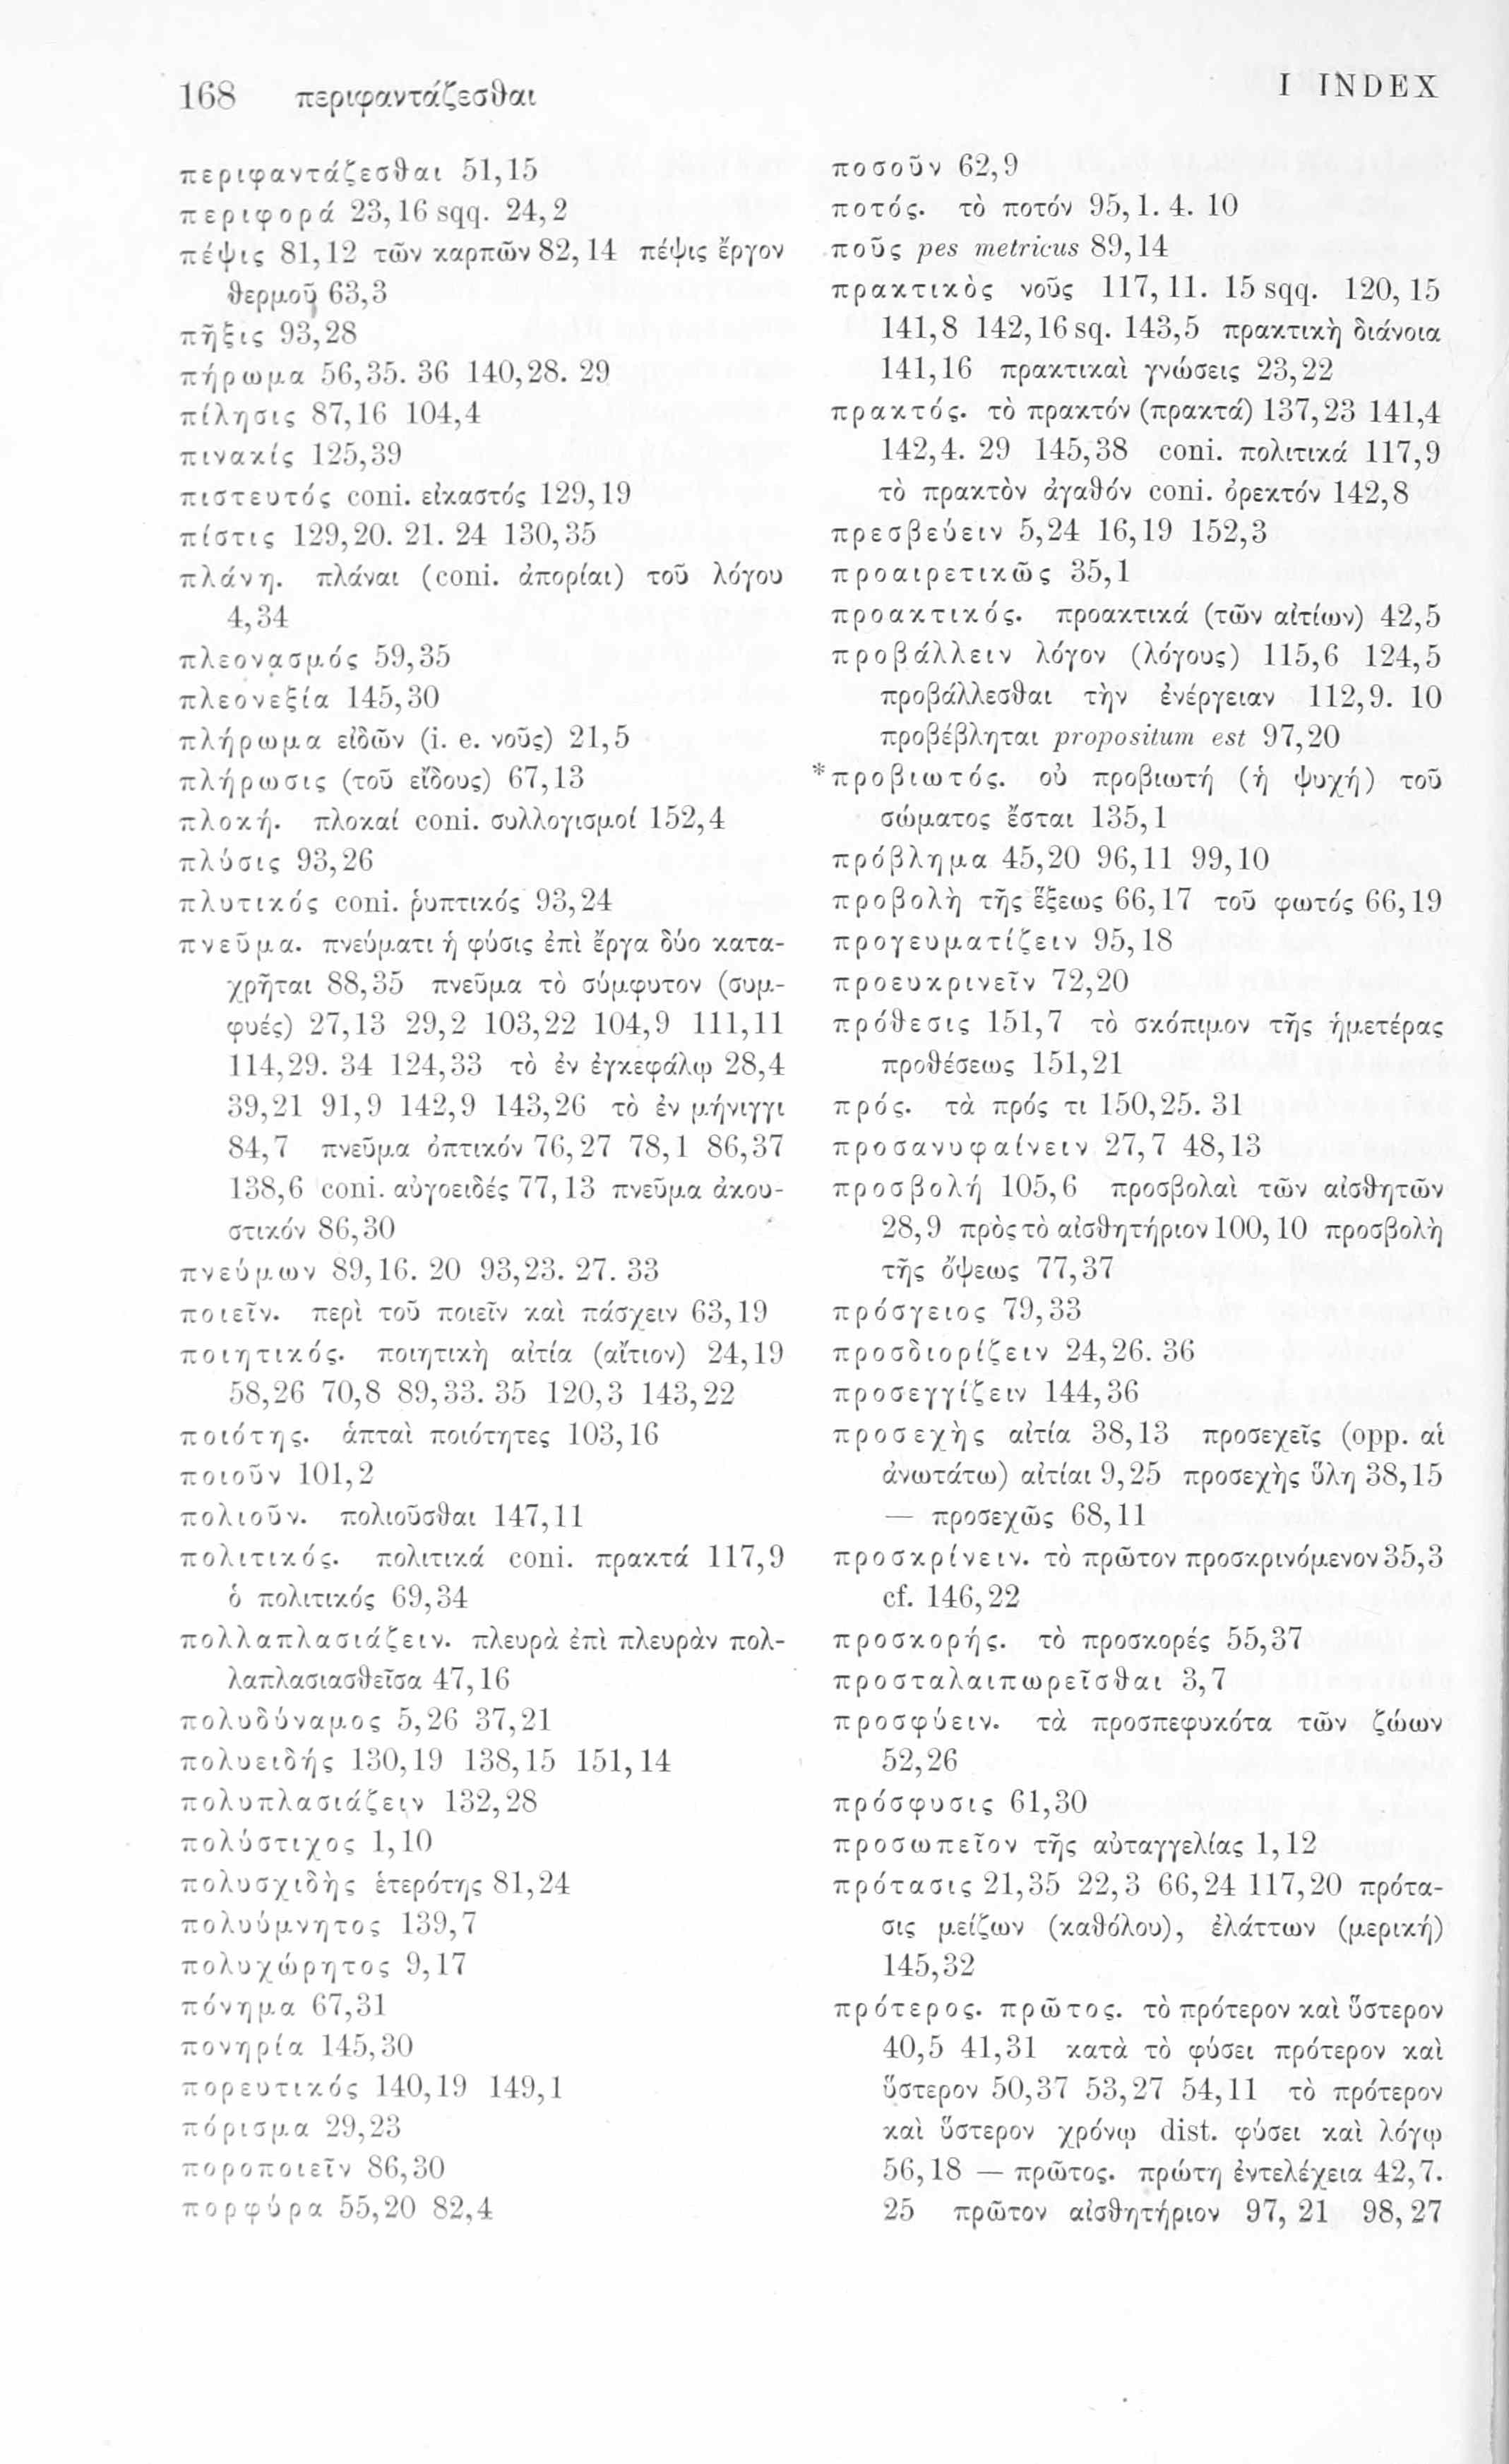 168 περιφαντάζεσθαι
I INDEX
περιφαντάζεσθαι 51,15
περιφορά 23,16 sqq. 24,2
πέψις 81,12 τῶν καρπῶν 82,14 πέψις ἔργον
θερμοῦ 63,3
πῆξις 93,28
πήρωμα 56,35. 36 140,28. 29
πίλησις 87,16 104,4
πινακίς 125,39
πιστευτός coni. εἰκαστός 129,19
πίστις 129,20. 21. 24 130,35
πλάνη. πλάναι (coni. ἀπορίαι) τοῦ λόγου
4,34
πλεονασμός 59,35
πλεονεξία 145,30
πλήρωμα εἰδῶν (i. e. νοῦς) 21,5
πλήρωσις (τοῦ εἴδους) 67,13
πλοκή. πλοκαί coni. συλλογισμοί 152,4
πλύσις 93,26
πλυτικός coni. ῥυπτικός 93,24
πνεῦμα. πνεύματι ἡ φύσις ἐπὶ ἔργα δύο κατα-
χρῆται 88,35 πνεῦμα τὸ σύμφυτον (συμ-
φυές) 27,13 29,2 103,22 104,9 111,11
114,29. 34 124,33 τὸ ἐν ἐγκεφάλῳ 28,4
39,21 91,9 142,9 143,26 τὸ ἐν μήνιγγι
84,7 πνεῦμα ὀπτικόν 76,27 78,1 86,37
138,6 coni. αὐγοειδές 77,13 πνεῦμα ἀκου-
στικόν 86,30
πνεύμων 89,16. 20 93,23. 27. 33
ποιεῖν. περὶ τοῦ ποιεῖν καὶ πάσχειν 63,19
ποιητικός. ποιητικὴ αἰτία (αἴτιον) 24,19
58,26 70,8 89,33. 35 120,3 143,22
ποιότης. ἁπταὶ ποιότητες 103,16
ποιοῦν 101,2
πολιοῦν. πολιοῦσθαι 147,11
πολιτικός. πολιτικά coni. πρακτά 117,9
ὁ πολιτικός 69,34
πολλαπλασιάζειν. πλευρὰ ἐπὶ πλευρὰν πολ-
λαπλασιασθεῖσα 47,16
πολυδύναμος 5,26 37,21
πολυειδής 130,19 138,15 151,14
πολυπλασιάζειν 132,28
πολύστιχος 1,10
πολυσχιδὴς ἑτερότης 81,24
πολυύμνητος 139,7
πολυχώρητος 9,17
πόνημα 67,31
πονηρία 145,30
πορευτικός 140,19 149,1
πόρισμα 29,23
ποροποιεῖν 86,30
πορφύρα 55,20 82,4
ποσοῦν 62,9
ποτός. τὸ ποτόν 95,1. 4. 10
ποῦς pes metricus 89,14
πρακτικὸς νοῦς 117,11. 15 sqq. 120,15
141,8 142,16 sq. 143,5 πρακτικὴ διάνοια
141,16 πρακτικαὶ γνώσεις 23,22
πρακτός. τὸ πρακτόν (πρακτά) 137,23 141,4
142,4. 29 145,38 coni. πολιτικά 117,9
τὸ πρακτὸν ἀγαθόν coni. ὀρεκτόν 142,8
πρεσβεύειν 5,24 16,19 152,3
προαιρετικῶς 35,1
προακτικός. προακτικά (τῶν αἰτίων) 42,5
προβάλλειν λόγον (λόγους) 115,6 124,5
προβάλλεσθαι τὴν ἐνέργειαν 112,9. 10
προβέβληται propositum est 97,20
*προβιωτός. οὐ προβιωτή (ἡ ψυχή) τοῦ
σώματος ἔσται 135,1
πρόβλημα 45,20 96,11 99,10
προβολὴ τῆς ἕξεως 66,17 τοῦ φωτός 66,19
προγευματίζειν 95,18
προευκρινεῖν 72,20
πρόθεσις 151,7 τὸ σκόπιμον τῆς ἡμετέρας
προθέσεως 151,21
πρός. τὰ πρός τι 150,25. 31
προσανυφαίνειν 27,7 48,13
προσβολή 105,6 προσβολαὶ τῶν αἰσθητῶν
28,9 πρὸς τὸ αἰσθητήριον 100,10 προσβολὴ
τῆς ὄψεως 77,37
πρόσγειος 79,33
προσδιορίζειν 24,26. 36
προσεγγίζειν 144,36
προσεχὴς αἰτία 38,13 προσεχεῖς (opp. αἱ
ἀνωτάτω) αἰτίαι 9,25 προσεχὴς ὕλη 38,15
— προσεχῶς 68,11
προσκρίνειν. τὸ πρῶτον προσκρινόμενον 35,3
cf. 146,22
προσκορής. τὸ προσκορές 55,37
προσταλαιπωρεῖσθαι 3,7
προσφύειν. τὰ προσπεφυκότα τῶν ζώων
52,26
πρόσφυσις 61,30
προσωπεῖον τῆς αὐταγγελίας 1,12
πρότασις 21,35 22,3 66,24 117,20 πρότα-
σις μείζων (καθόλου), ἐλάττων (μερική)
145,32
πρότερος. πρῶτος. τὸ πρότερον καὶ ὕστερον
40,5 41,31 κατὰ τὸ φύσει πρότερον καὶ
ὕστερον 50,37 53,27 54,11 τὸ πρότερον
καὶ ὕστερον χρόνῳ dist. φύσει καὶ λόγῳ
56,18 — πρῶτος. πρώτη ἐντελέχεια 42,7.
25 πρῶτον αἰσθητήριον 97, 21 98, 27